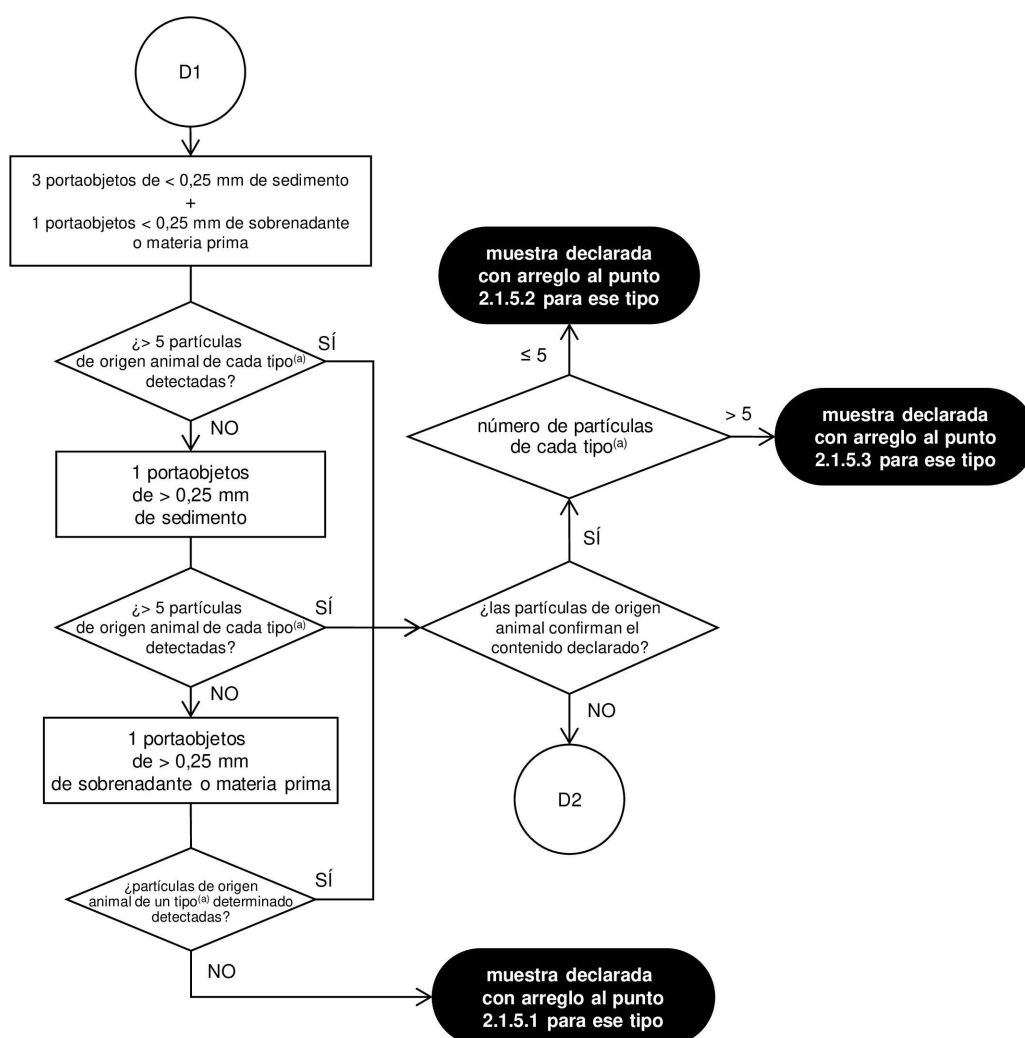 D1
3 portaobjetos de < 0,25 mm de sedimento
+
1 portaobjetos < 0,25 mm de sobrenadante
o materia prima
¿> 5 partículas
de origen animal de cada tipo(a)
detectadas?
SÍ
NO
1 portaobjetos
de > 0,25 mm
de sedimento
¿> 5 partículas
de origen animal de cada tipo(a)
detectadas?
SÍ
NO
1 portaobjetos
de > 0,25 mm
de sobrenadante o materia prima
¿partículas de origen
animal de un tipo(a) determinado
detectadas?
SÍ
NO
muestra declarada
con arreglo al punto
2.1.5.1 para ese tipo
¿las partículas de origen
animal confirman el
contenido declarado?
SÍ
NO
D2
número de partículas
de cada tipo(a)
≤ 5
> 5
muestra declarada
con arreglo al punto
2.1.5.2 para ese tipo
muestra declarada
con arreglo al punto
2.1.5.3 para ese tipo